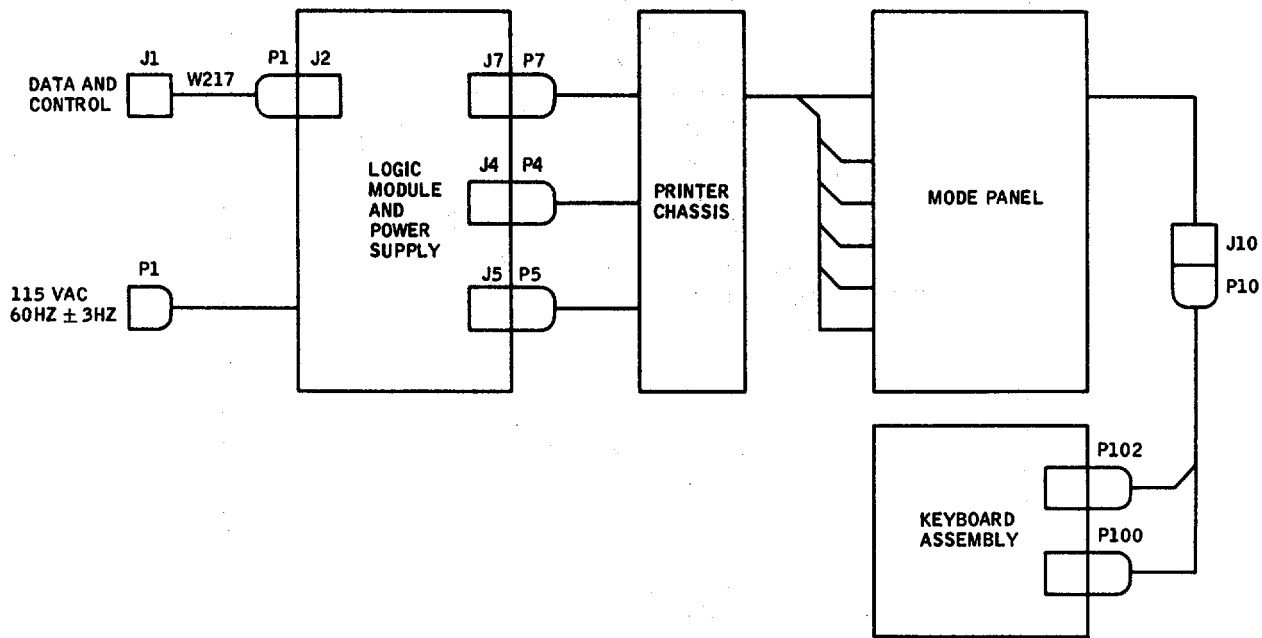 J1
DATA AND
CONTROL
W217
P1 J2
J7 P7
LOGIC
MODULE
AND
POWER
SUPPLY
J4 P4
J5 P5
P1
115 VAC
60HZ ± 3HZ
PRINTER
CHASSIS
MODE PANEL
J10
P10
KEYBOARD
ASSEMBLY
P102
P100